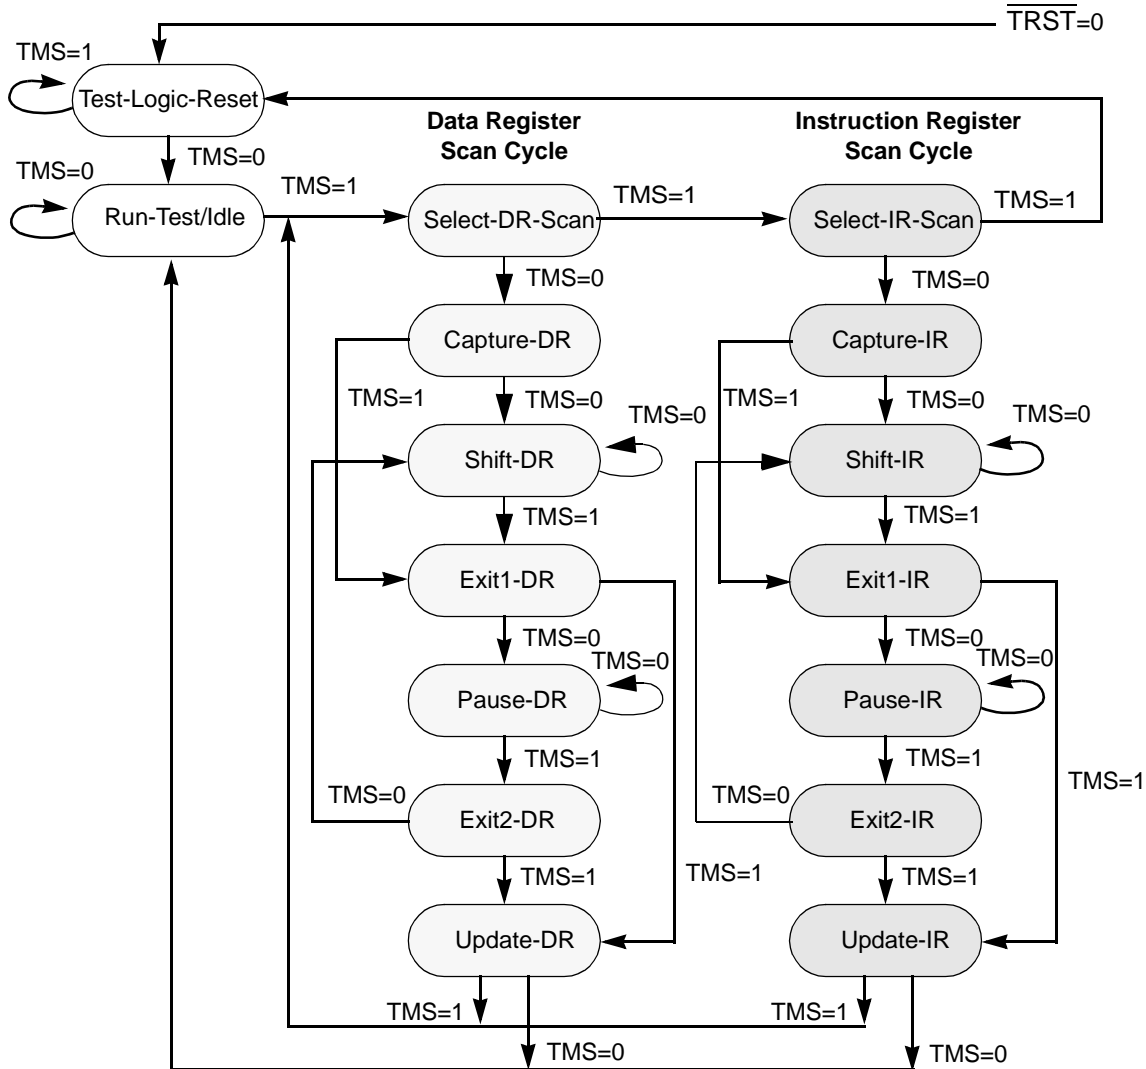 TRST=0
TMS=1
Test-Logic-Reset
Data Register
Scan Cycle
Instruction Register
Scan Cycle
TMS=0
TMS=0
Run-Test/Idle
TMS=1
Select-DR-Scan
TMS=1
Select-IR-Scan
TMS=1
TMS=0
TMS=0
Capture-DR
Capture-IR
TMS=1
TMS=0
TMS=0
TMS=1
TMS=0
TMS=0
Shift-DR
Shift-IR
TMS=1
TMS=1
Exit1-DR
Exit1-IR
TMS=0
TMS=0
TMS=0
TMS=0
Pause-DR
Pause-IR
TMS=1
TMS=1
TMS=1
TMS=0
Exit2-DR
TMS=0
Exit2-IR
TMS=1
TMS=1
TMS=1
Update-DR
Update-IR
TMS=1
TMS=1
TMS=0
TMS=0